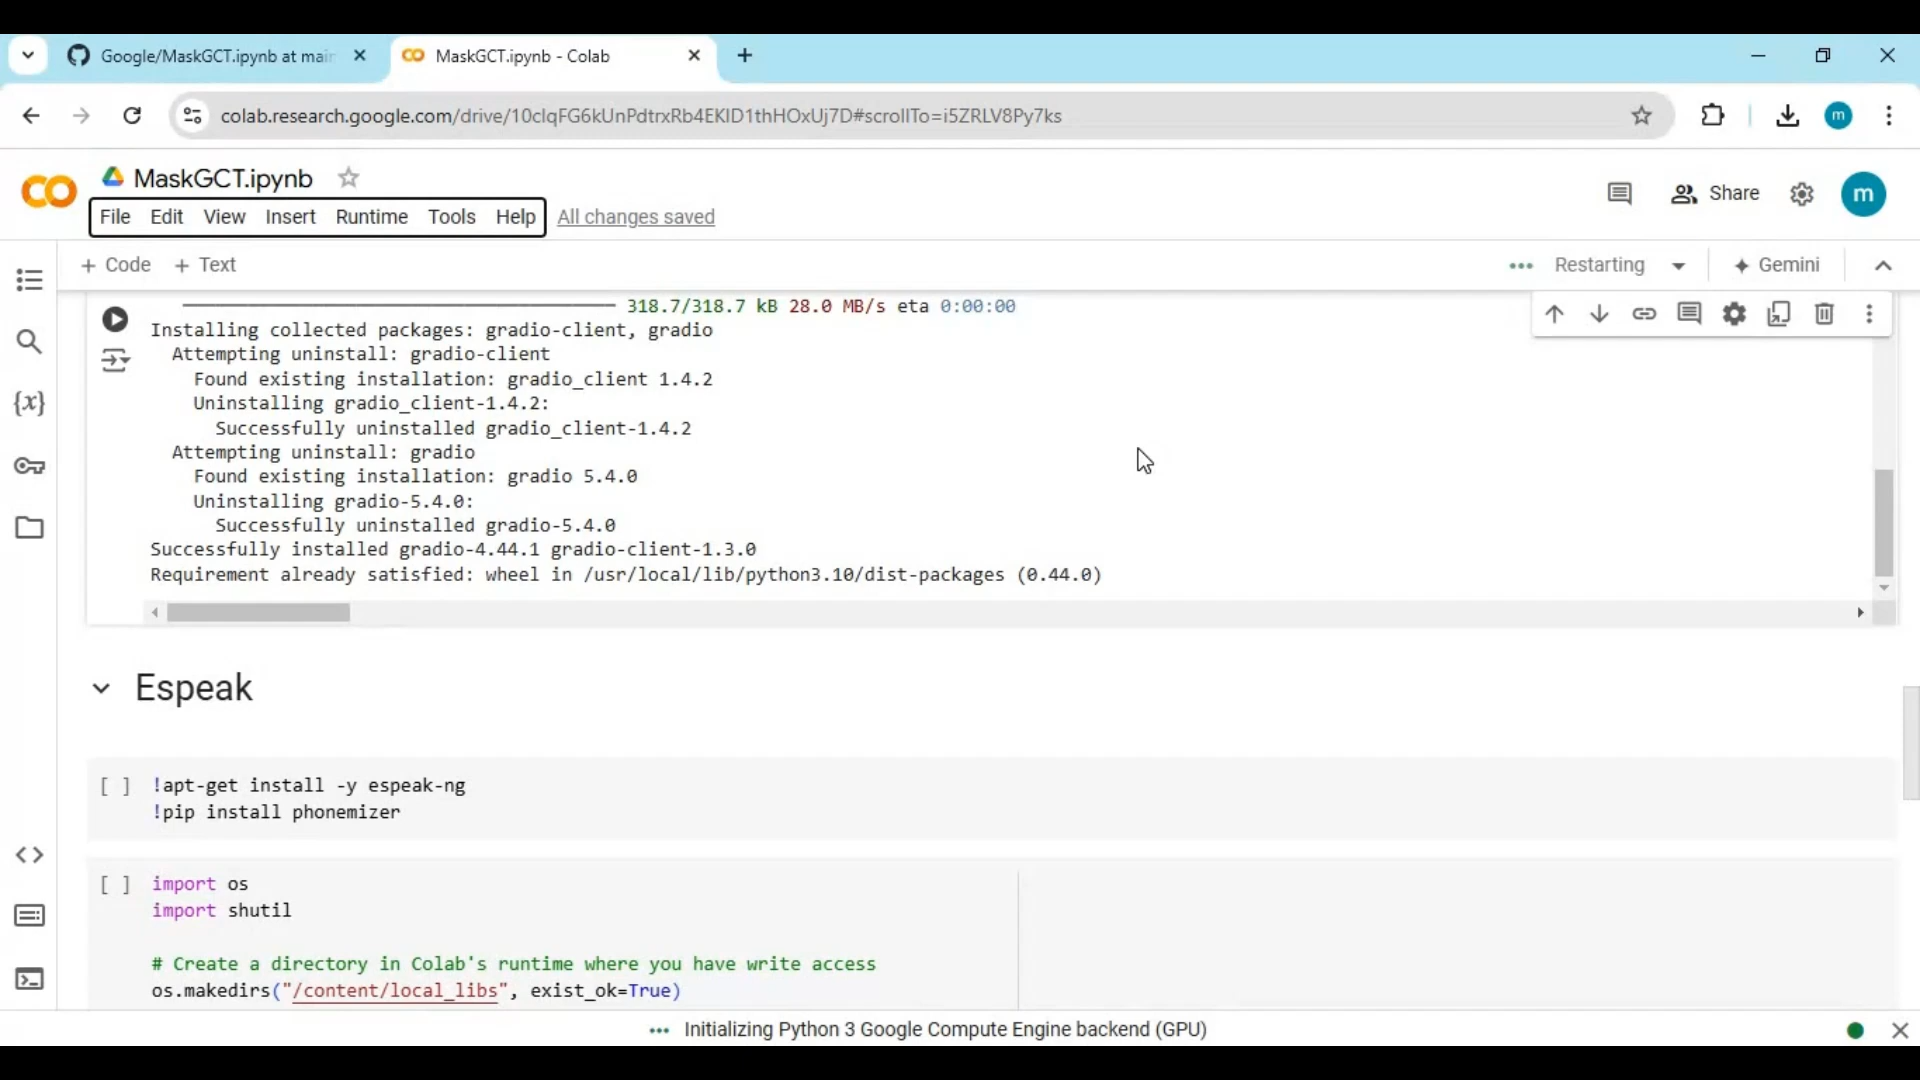 Google/MaskGCT.ipynb at mai
MaskGCT.ipynb - Colab
colab.research.google.com/drive/10clqFG6kUnPdtrxRb4EKlD1thHOxUj7D#scrollTo=i5ZRLV8Py7ks
m
MaskGCT.ipynb
Share
m
File Edit View Insert Runtime Tools Help All changes saved
+ Code + Text
Restarting
Gemini
318.7/318.7 kB 28.0 MB/s eta 0:00:00
Installing collected packages: gradio-client, gradio
Attempting uninstall: gradio-client
Found existing installation: gradio_client 1.4.2
Uninstalling gradio_client-1.4.2:
Successfully uninstalled gradio_client-1.4.2
Attempting uninstall: gradio
Found existing installation: gradio 5.4.0
Uninstalling gradio-5.4.0:
Successfully uninstalled gradio-5.4.0
Successfully installed gradio-4.44.1 gradio-client-1.3.0
Requirement already satisfied: wheel in /usr/local/lib/python3.10/dist-packages (0.44.0)
Espeak
[ ] !apt-get install -y espeak-ng
!pip install phonemizer
[ ] import os
import shutil
# Create a directory in Colab's runtime where you have write access
os.makedirs("/content/local_libs", exist_ok=True)
Initializing Python 3 Google Compute Engine backend (GPU)